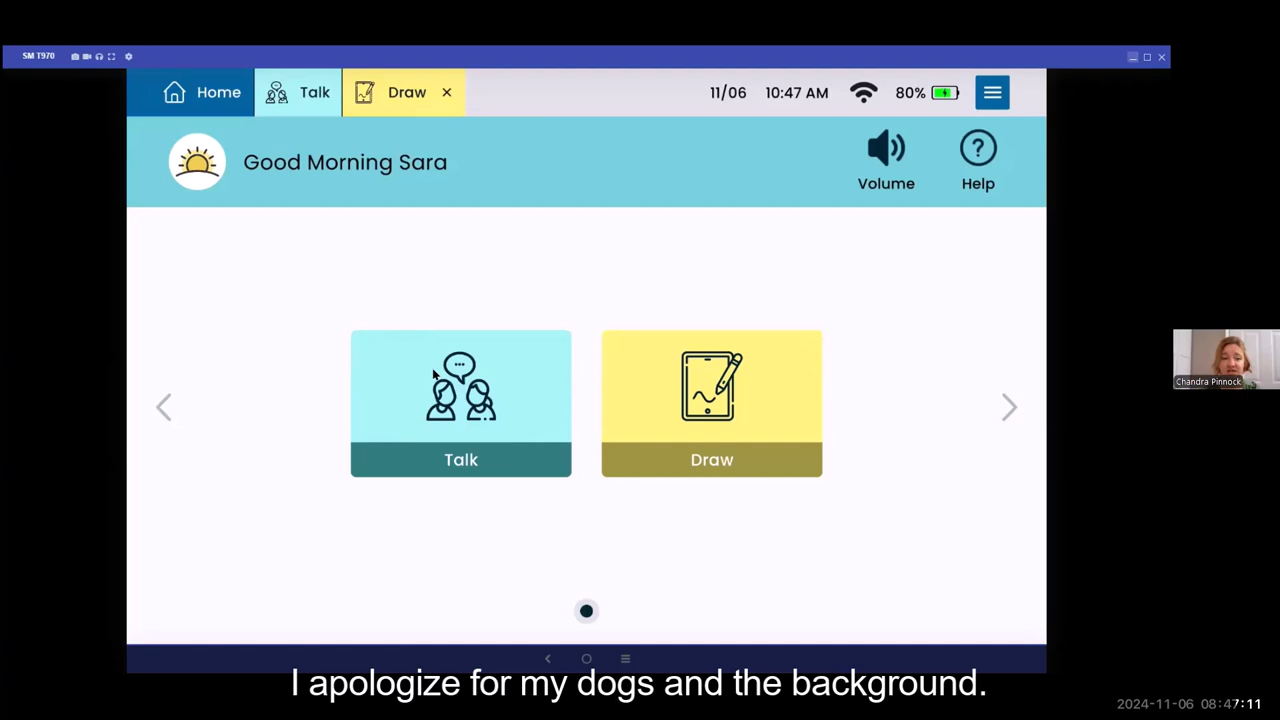 SM T970
Home Talk Draw × 11/06 10:47 AM 80%
Good Morning Sara
Volume Help
Talk Draw
Chandra Pinnock
I apologize for my dogs and the background.
2024-11-06 08:47:11